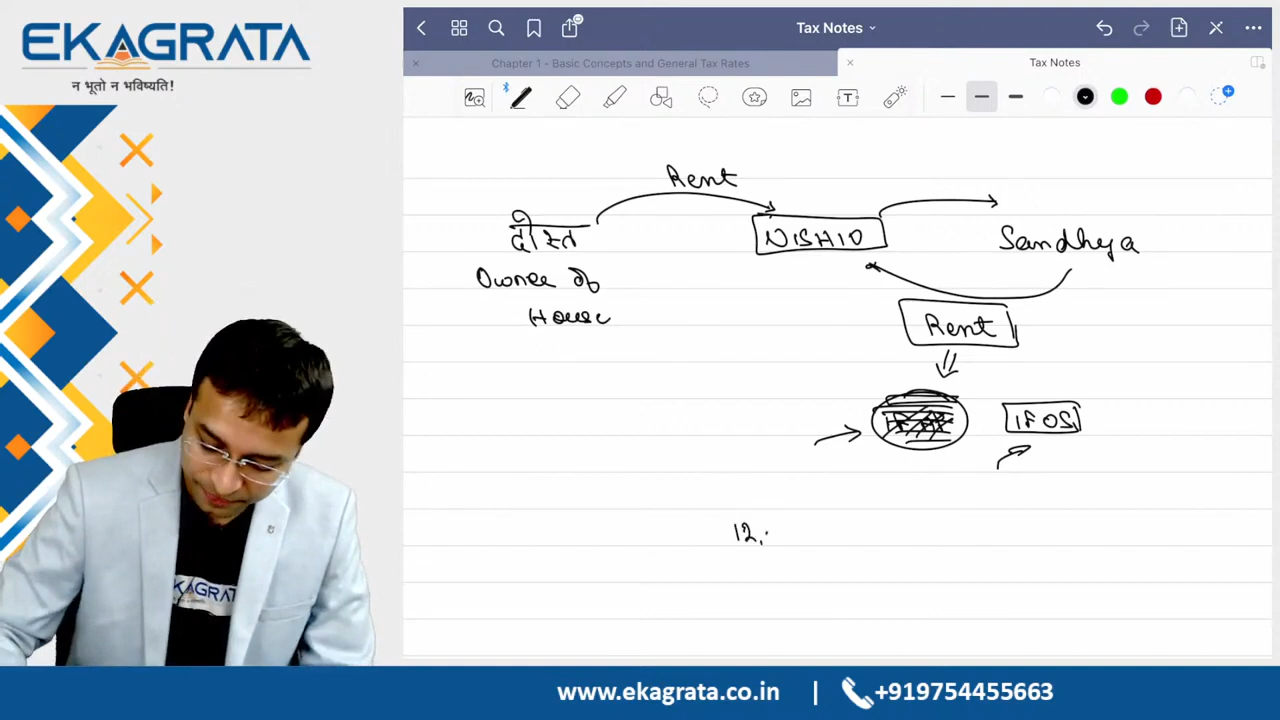 EKAGRATA
न भूतो न भविष्यति!
Tax Notes
Chapter 1 - Basic Concepts and General Tax Rates
Tax Notes
T
Rent
दोस्त
NISHID
Sandhya
Owner of
House
Rent
IFOS
12,
EKAGRATA
www.ekagrata.co.in | +919754455663